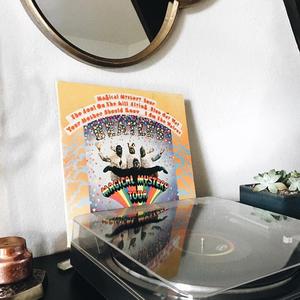 Magical Mystery Tour
The Fool On The Hill Flying Blue Jay Way
Your Mother Should Know I Am The Walrus
BEATLES
MAGICAL MYSTERY
TOUR